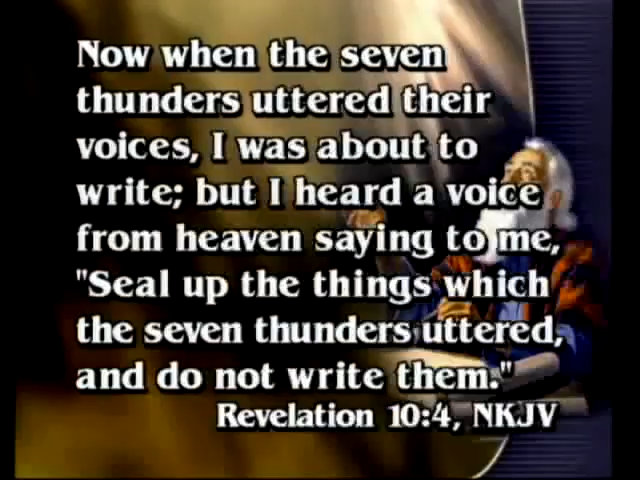 Now when the seven
thunders uttered their
voices, I was about to
write; but I heard a voice
from heaven saying to me,
"Seal up the things which
the seven thunders uttered,
and do not write them."
Revelation 10:4, NKJV